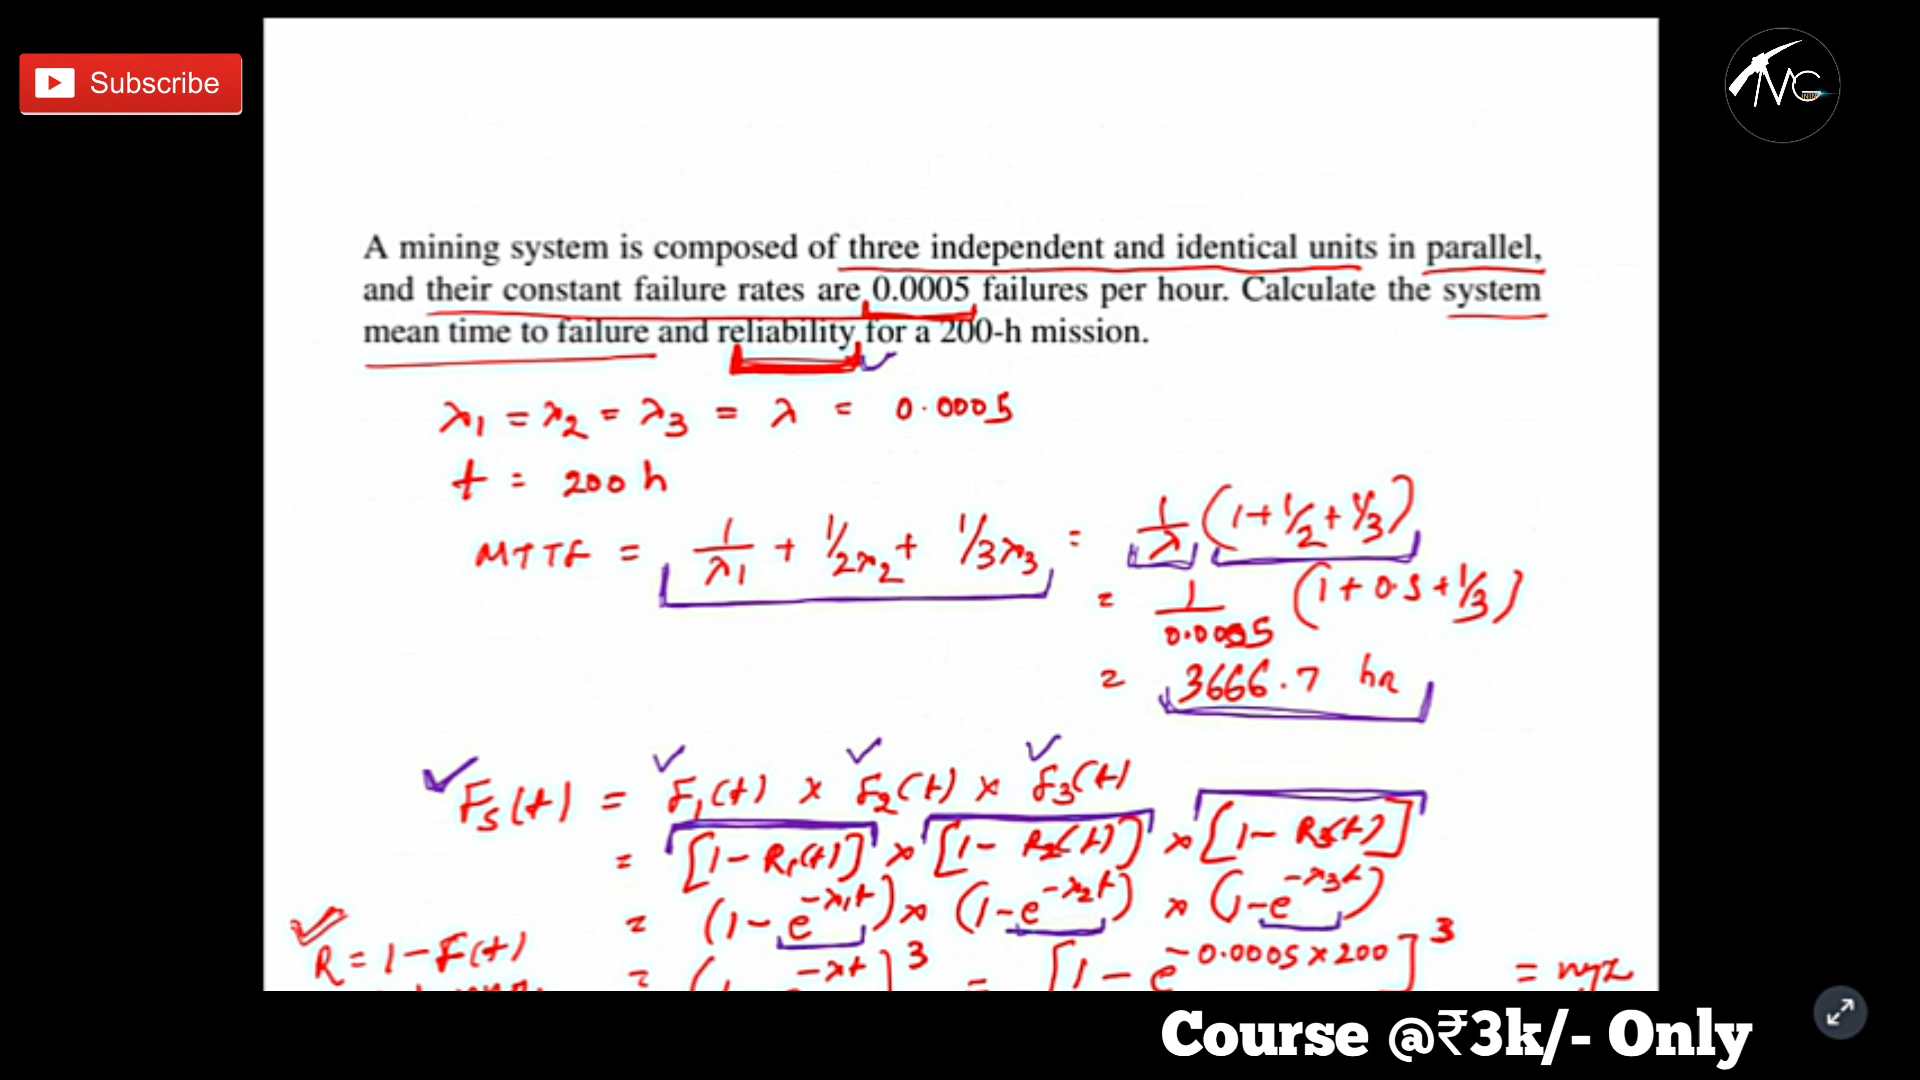 Subscribe
A mining system is composed of three independent and identical units in parallel,
and their constant failure rates are 0.0005 failures per hour. Calculate the system
mean time to failure and reliability for a 200-h mission.
λ1 = λ2 = λ3 = λ = 0.0005
t = 200 h
MTTF = 1/λ1 + 1/2λ2 + 1/3λ3 = 1/λ (1 + 1/2 + 1/3)
= 1/0.0005 (1 + 0.5 + 1/3)
= 3666.7 hr
Fs(t) = F1(t) × F2(t) × F3(t)
= [1 - R1(t)] × [1 - R2(t)] × [1 - R3(t)]
= (1 - e^-λ1t) × (1 - e^-λ2t) × (1 - e^-λ3t)
R = 1 - F(t)
= (1 - e^-λt)^3 = [1 - e^-0.0005×200]^3 =
Course @₹3k/- Only